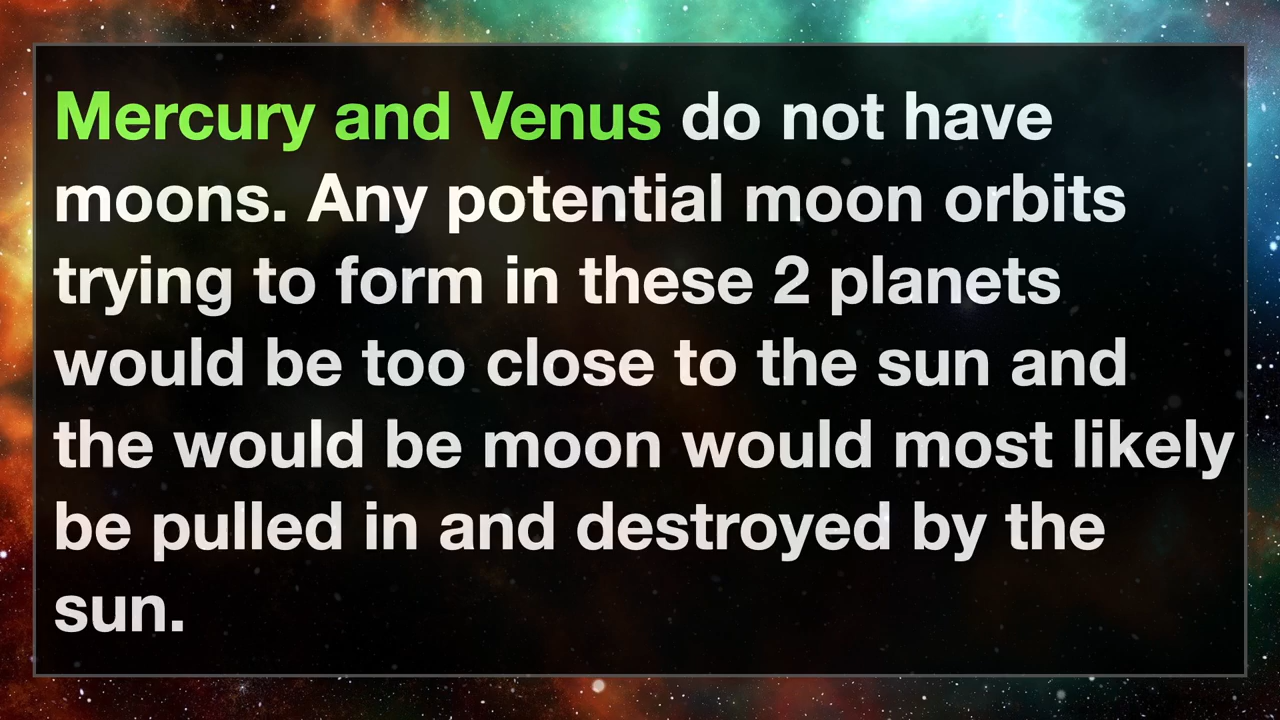 Mercury and Venus do not have
moons. Any potential moon orbits
trying to form in these 2 planets
would be too close to the sun and
the would be moon would most likely
be pulled in and destroyed by the
sun.